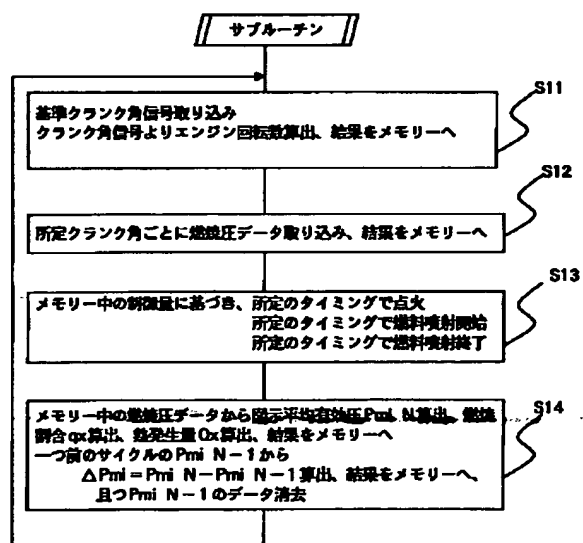 サブルーチン
S11
基準クランク角信号取り込み
クランク角信号よりエンジン回転数算出、結果をメモリーへ
S12
所定クランク角ごとに燃焼圧データ取り込み、結果をメモリーへ
S13
メモリー中の制御量に基づき、所定のタイミングで点火
所定のタイミングで燃料噴射開始
所定のタイミングで燃料噴射終了
S14
メモリー中の燃焼圧データから図示平均有効圧Pmi N算出、燃焼
割合qx算出、熱発生量Qx算出、結果をメモリーへ
一つ前のサイクルのPmi N－1から
△Pmi＝Pmi N－Pmi N－1算出、結果をメモリーへ、
且つPmi N－1のデータ消去